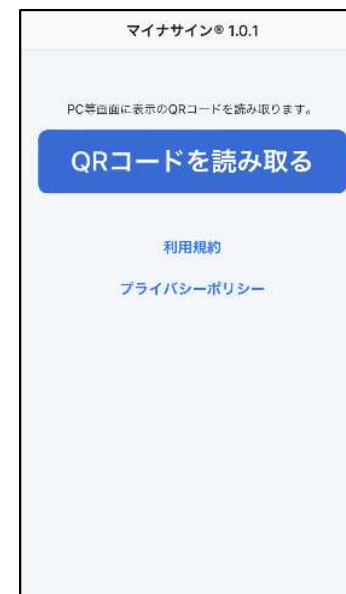 マイナサイン® 1.0.1
PC等画面に表示のQRコードを読み取ります。
QRコードを読み取る
利用規約
プライバシーポリシー